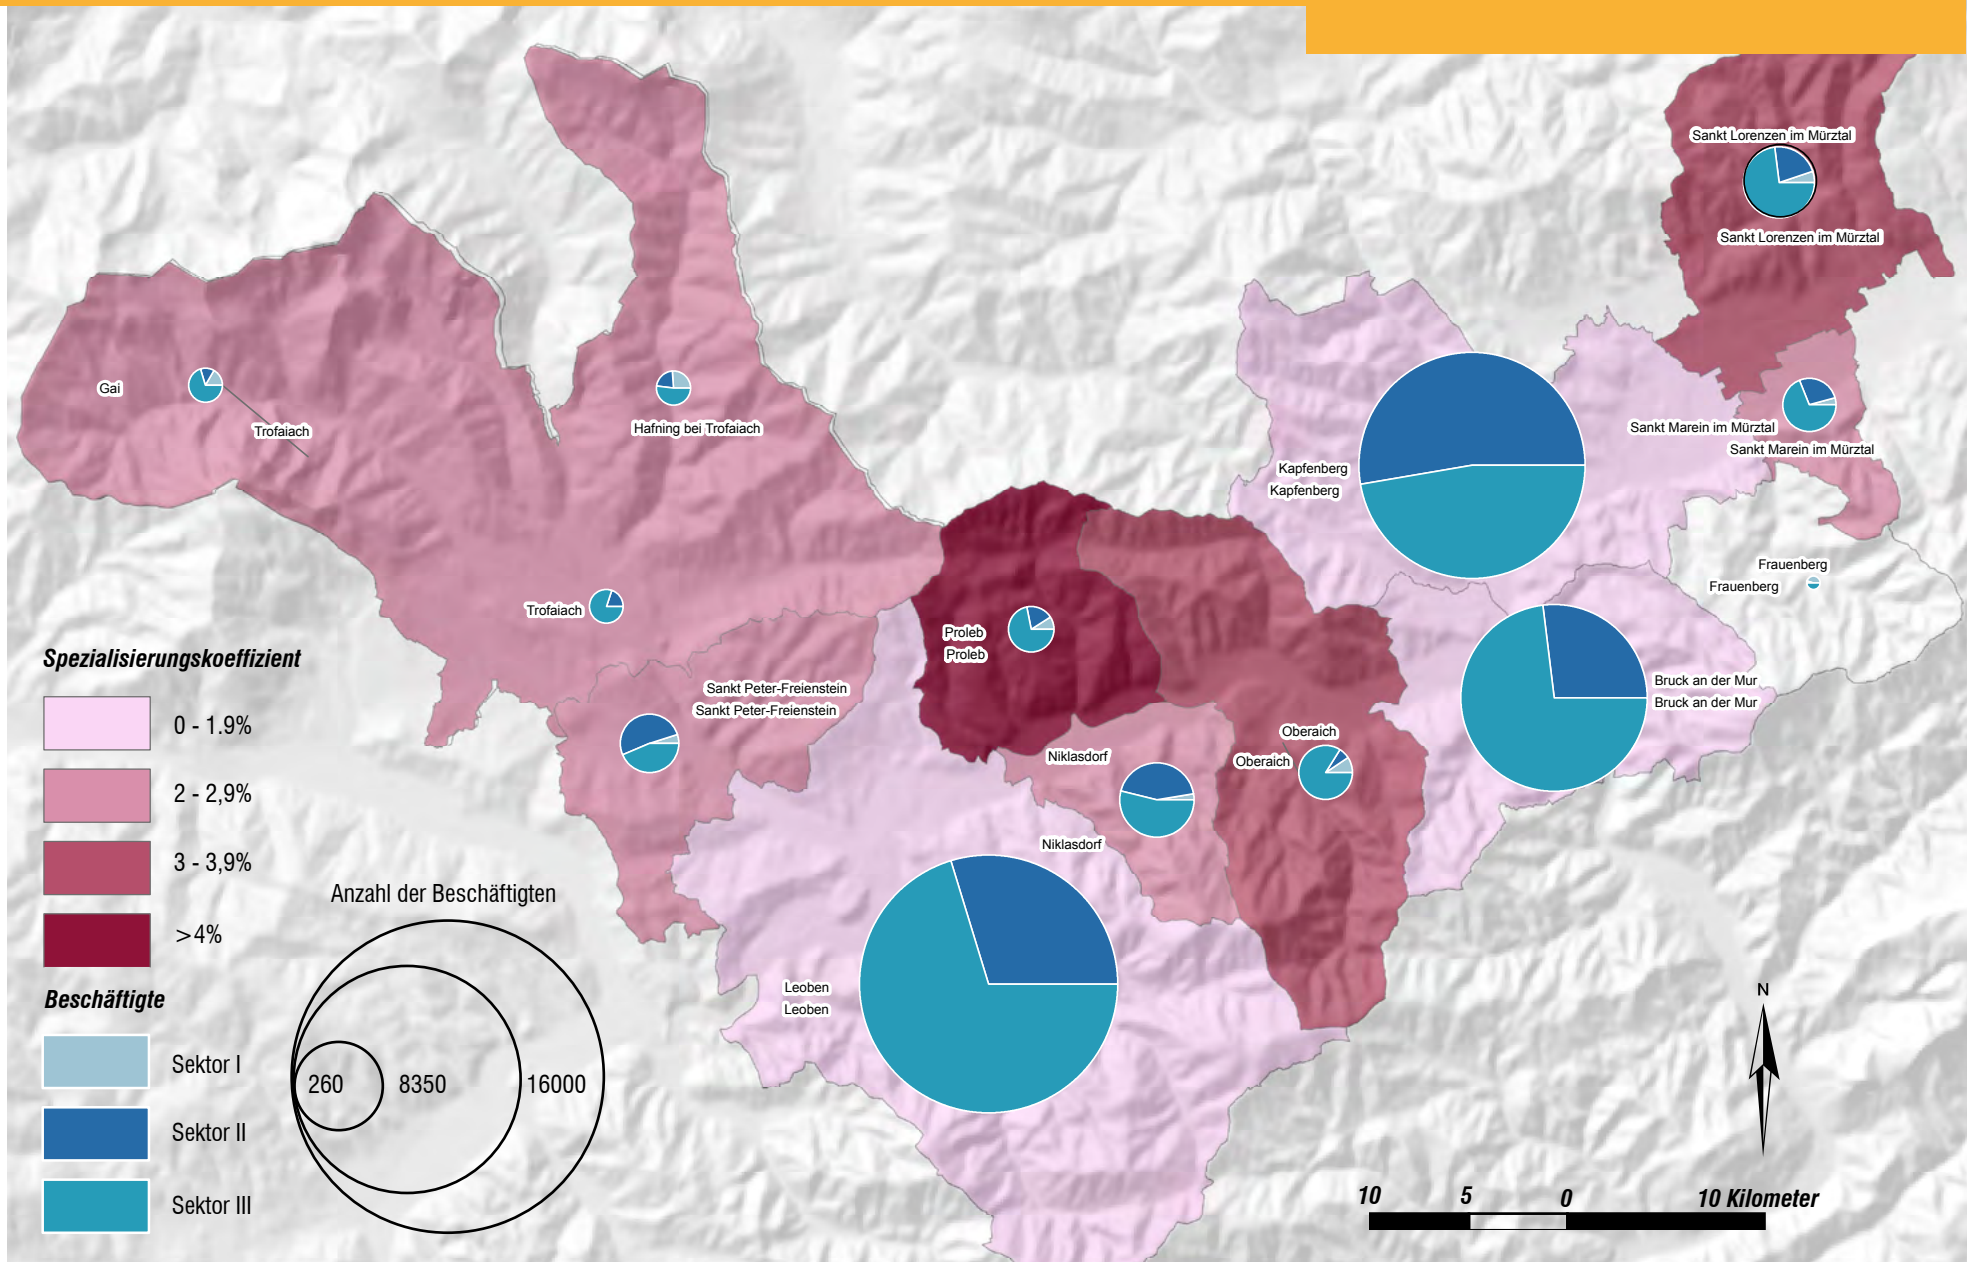 Sankt Lorenzen im Mürztal
Sankt Lorenzen im Mürztal
Gai
Trofaiach
Hafning bei Trofaiach
Sankt Marein im Mürztal
Sankt Marein im Mürztal
Kapfenberg
Kapfenberg
Frauenberg
Frauenberg
Trofaiach
Proleb
Proleb
Sankt Peter-Freienstein
Sankt Peter-Freienstein
Bruck an der Mur
Bruck an der Mur
Oberaich
Oberaich
Niklasdorf
Niklasdorf
Leoben
Leoben
Spezialisierungskoeffizient
0 - 1.9%
2 - 2,9%
3 - 3,9%
>4%
Beschäftigte
Sektor I
Sektor II
Sektor III
Anzahl der Beschäftigten
260 8350 16000
N
10 5 0 10 Kilometer